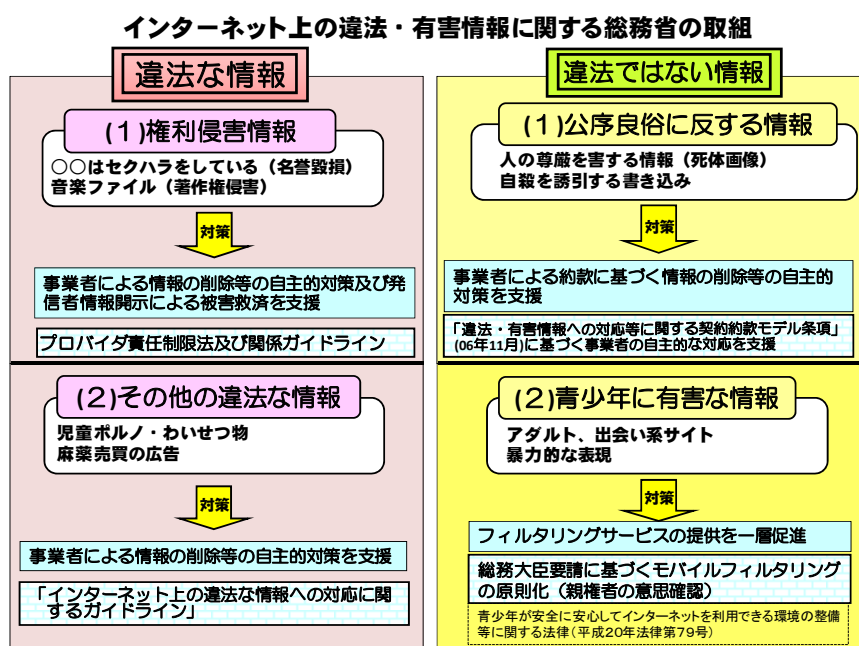 インターネット上の違法・有害情報に関する総務省の取組
違法な情報
(１)権利侵害情報
○○はセクハラをしている（名誉毀損）
音楽ファイル（著作権侵害）
対策
事業者による情報の削除等の自主的対策及び発
信者情報開示による被害救済を支援
プロバイダ責任制限法及び関係ガイドライン
(２)その他の違法な情報
児童ポルノ・わいせつ物
麻薬売買の広告
対策
事業者による情報の削除等の自主的対策を支援
「インターネット上の違法な情報への対応に関
するガイドライン」
違法ではない情報
(１)公序良俗に反する情報
人の尊厳を害する情報（死体画像）
自殺を誘引する書き込み
対策
事業者による約款に基づく情報の削除等の自主的
対策を支援
「違法・有害情報への対応等に関する契約約款モデル条項」
(06年11月)に基づく事業者の自主的な対応を支援
(２)青少年に有害な情報
アダルト、出会い系サイト
暴力的な表現
対策
フィルタリングサービスの提供を一層促進
総務大臣要請に基づくモバイルフィルタリング
の原則化（親権者の意思確認）
青少年が安全に安心してインターネットを利用できる環境の整備
等に関する法律（平成20年法律第79号）